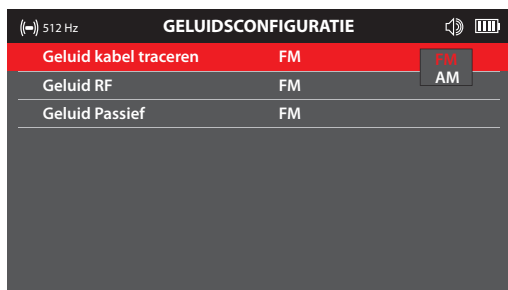 512 Hz GELUIDSCONFIGURATIE
Geluid kabel traceren FM FM
AM
Geluid RF FM
Geluid Passief FM